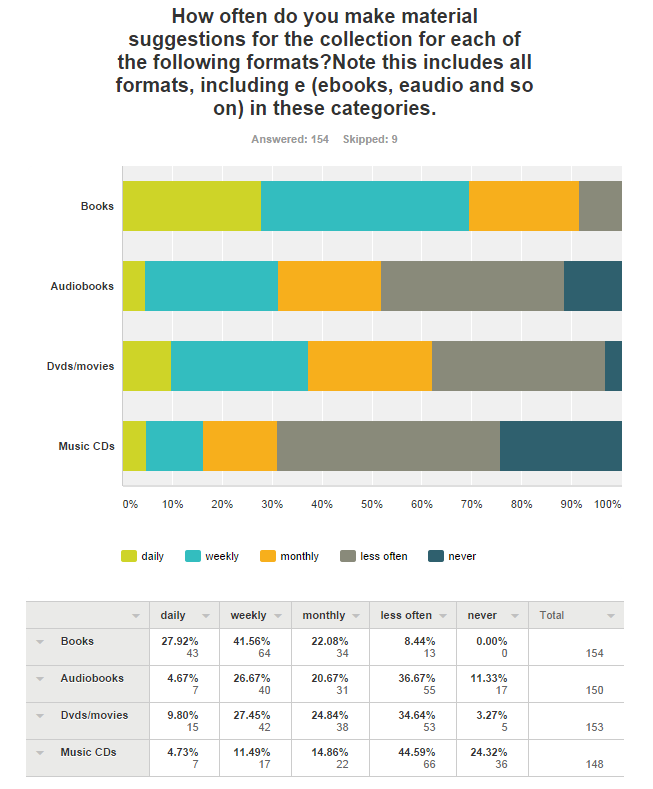 How often do you make material
suggestions for the collection for each of
the following formats?Note this includes all
formats, including e (ebooks, eaudio and so
on) in these categories.
Answered: 154 Skipped: 9
Books
Audiobooks
Dvds/movies
Music CDs
0% 10% 20% 30% 40% 50% 60% 70% 80% 90% 100%
daily weekly monthly less often never
daily weekly monthly less often never Total
Books 27.92% 41.56% 22.08% 8.44% 0.00%
43 64 34 13 0 154
Audiobooks 4.67% 26.67% 20.67% 36.67% 11.33%
7 40 31 55 17 150
Dvds/movies 9.80% 27.45% 24.84% 34.64% 3.27%
15 42 38 53 5 153
Music CDs 4.73% 11.49% 14.86% 44.59% 24.32%
7 17 22 66 36 148